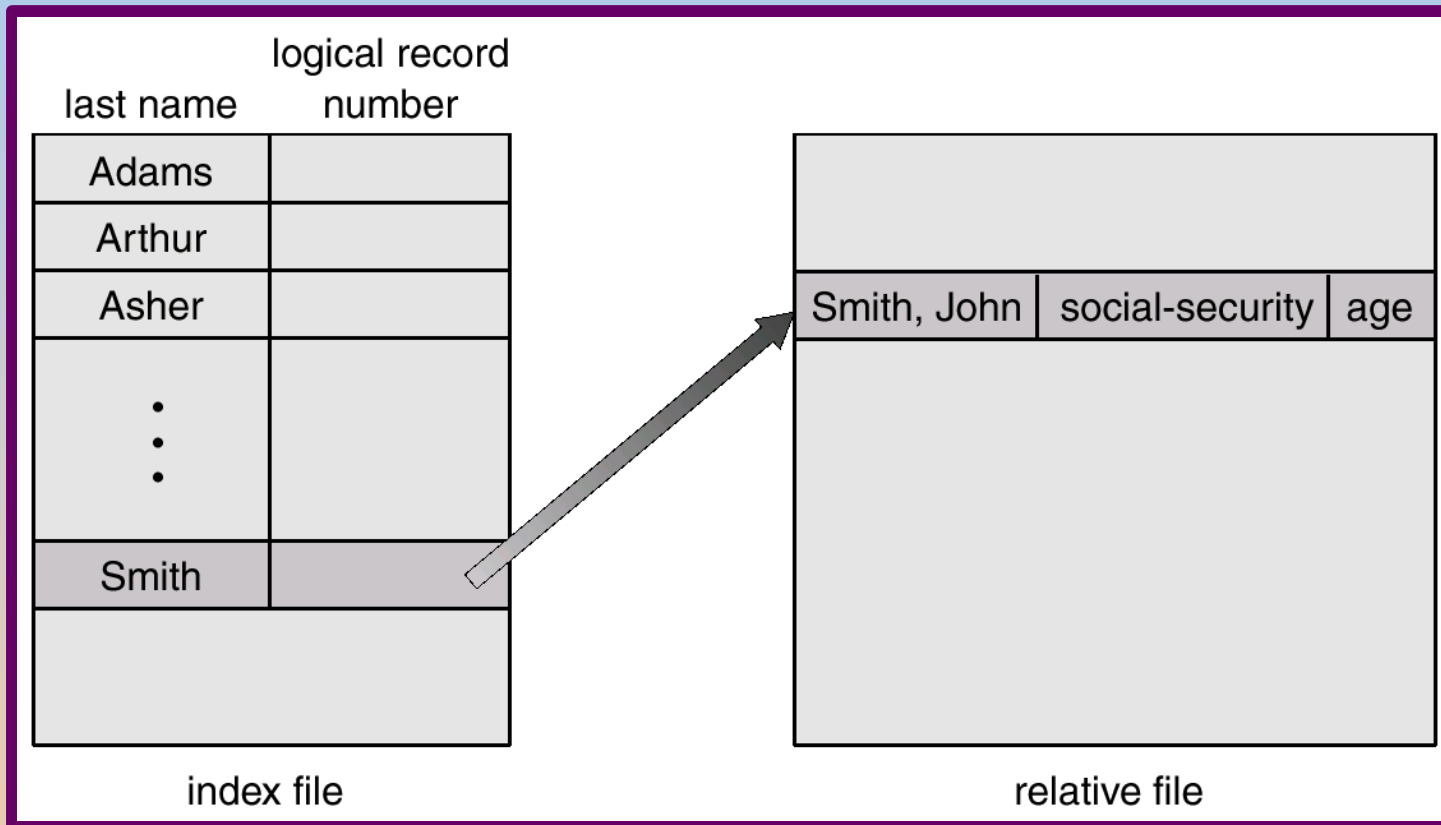 logical record
last name number
Adams
Arthur
Asher
Smith
Smith, John social-security age
index file
relative file